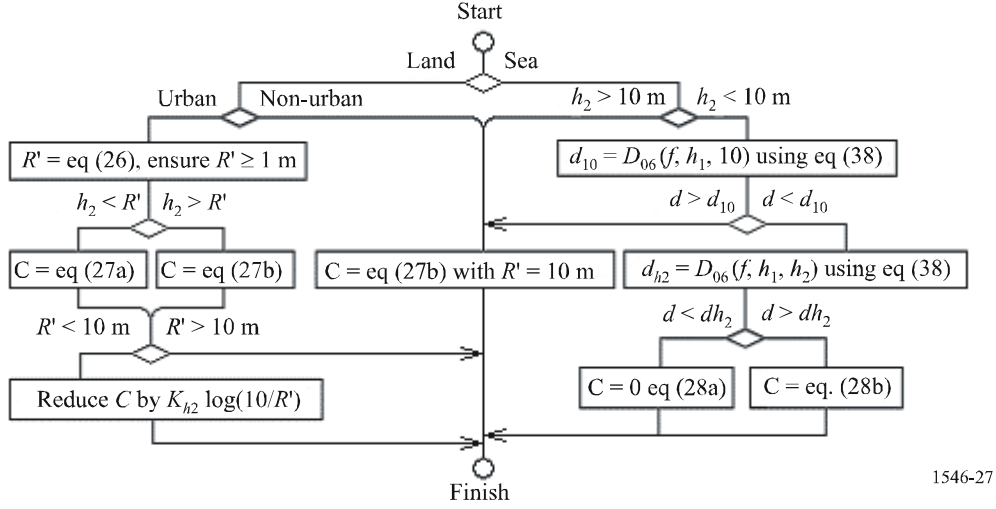 Start
Land Sea
Urban Non-urban h₂ > 10 m h₂ < 10 m
R' = eq (26), ensure R' ≥ 1 m d₁₀ = D₀₆ (f, h₁, 10) using eq (38)
h₂ < R' h₂ > R' d > d₁₀ d < d₁₀
C = eq (27a) C = eq (27b) C = eq (27b) with R' = 10 m d_h2 = D₀₆ (f, h₁, h₂) using eq (38)
R' < 10 m R' > 10 m d < dh₂ d > dh₂
Reduce C by K_h2 log(10/R') C = 0 eq (28a) C = eq. (28b)
Finish
1546-27